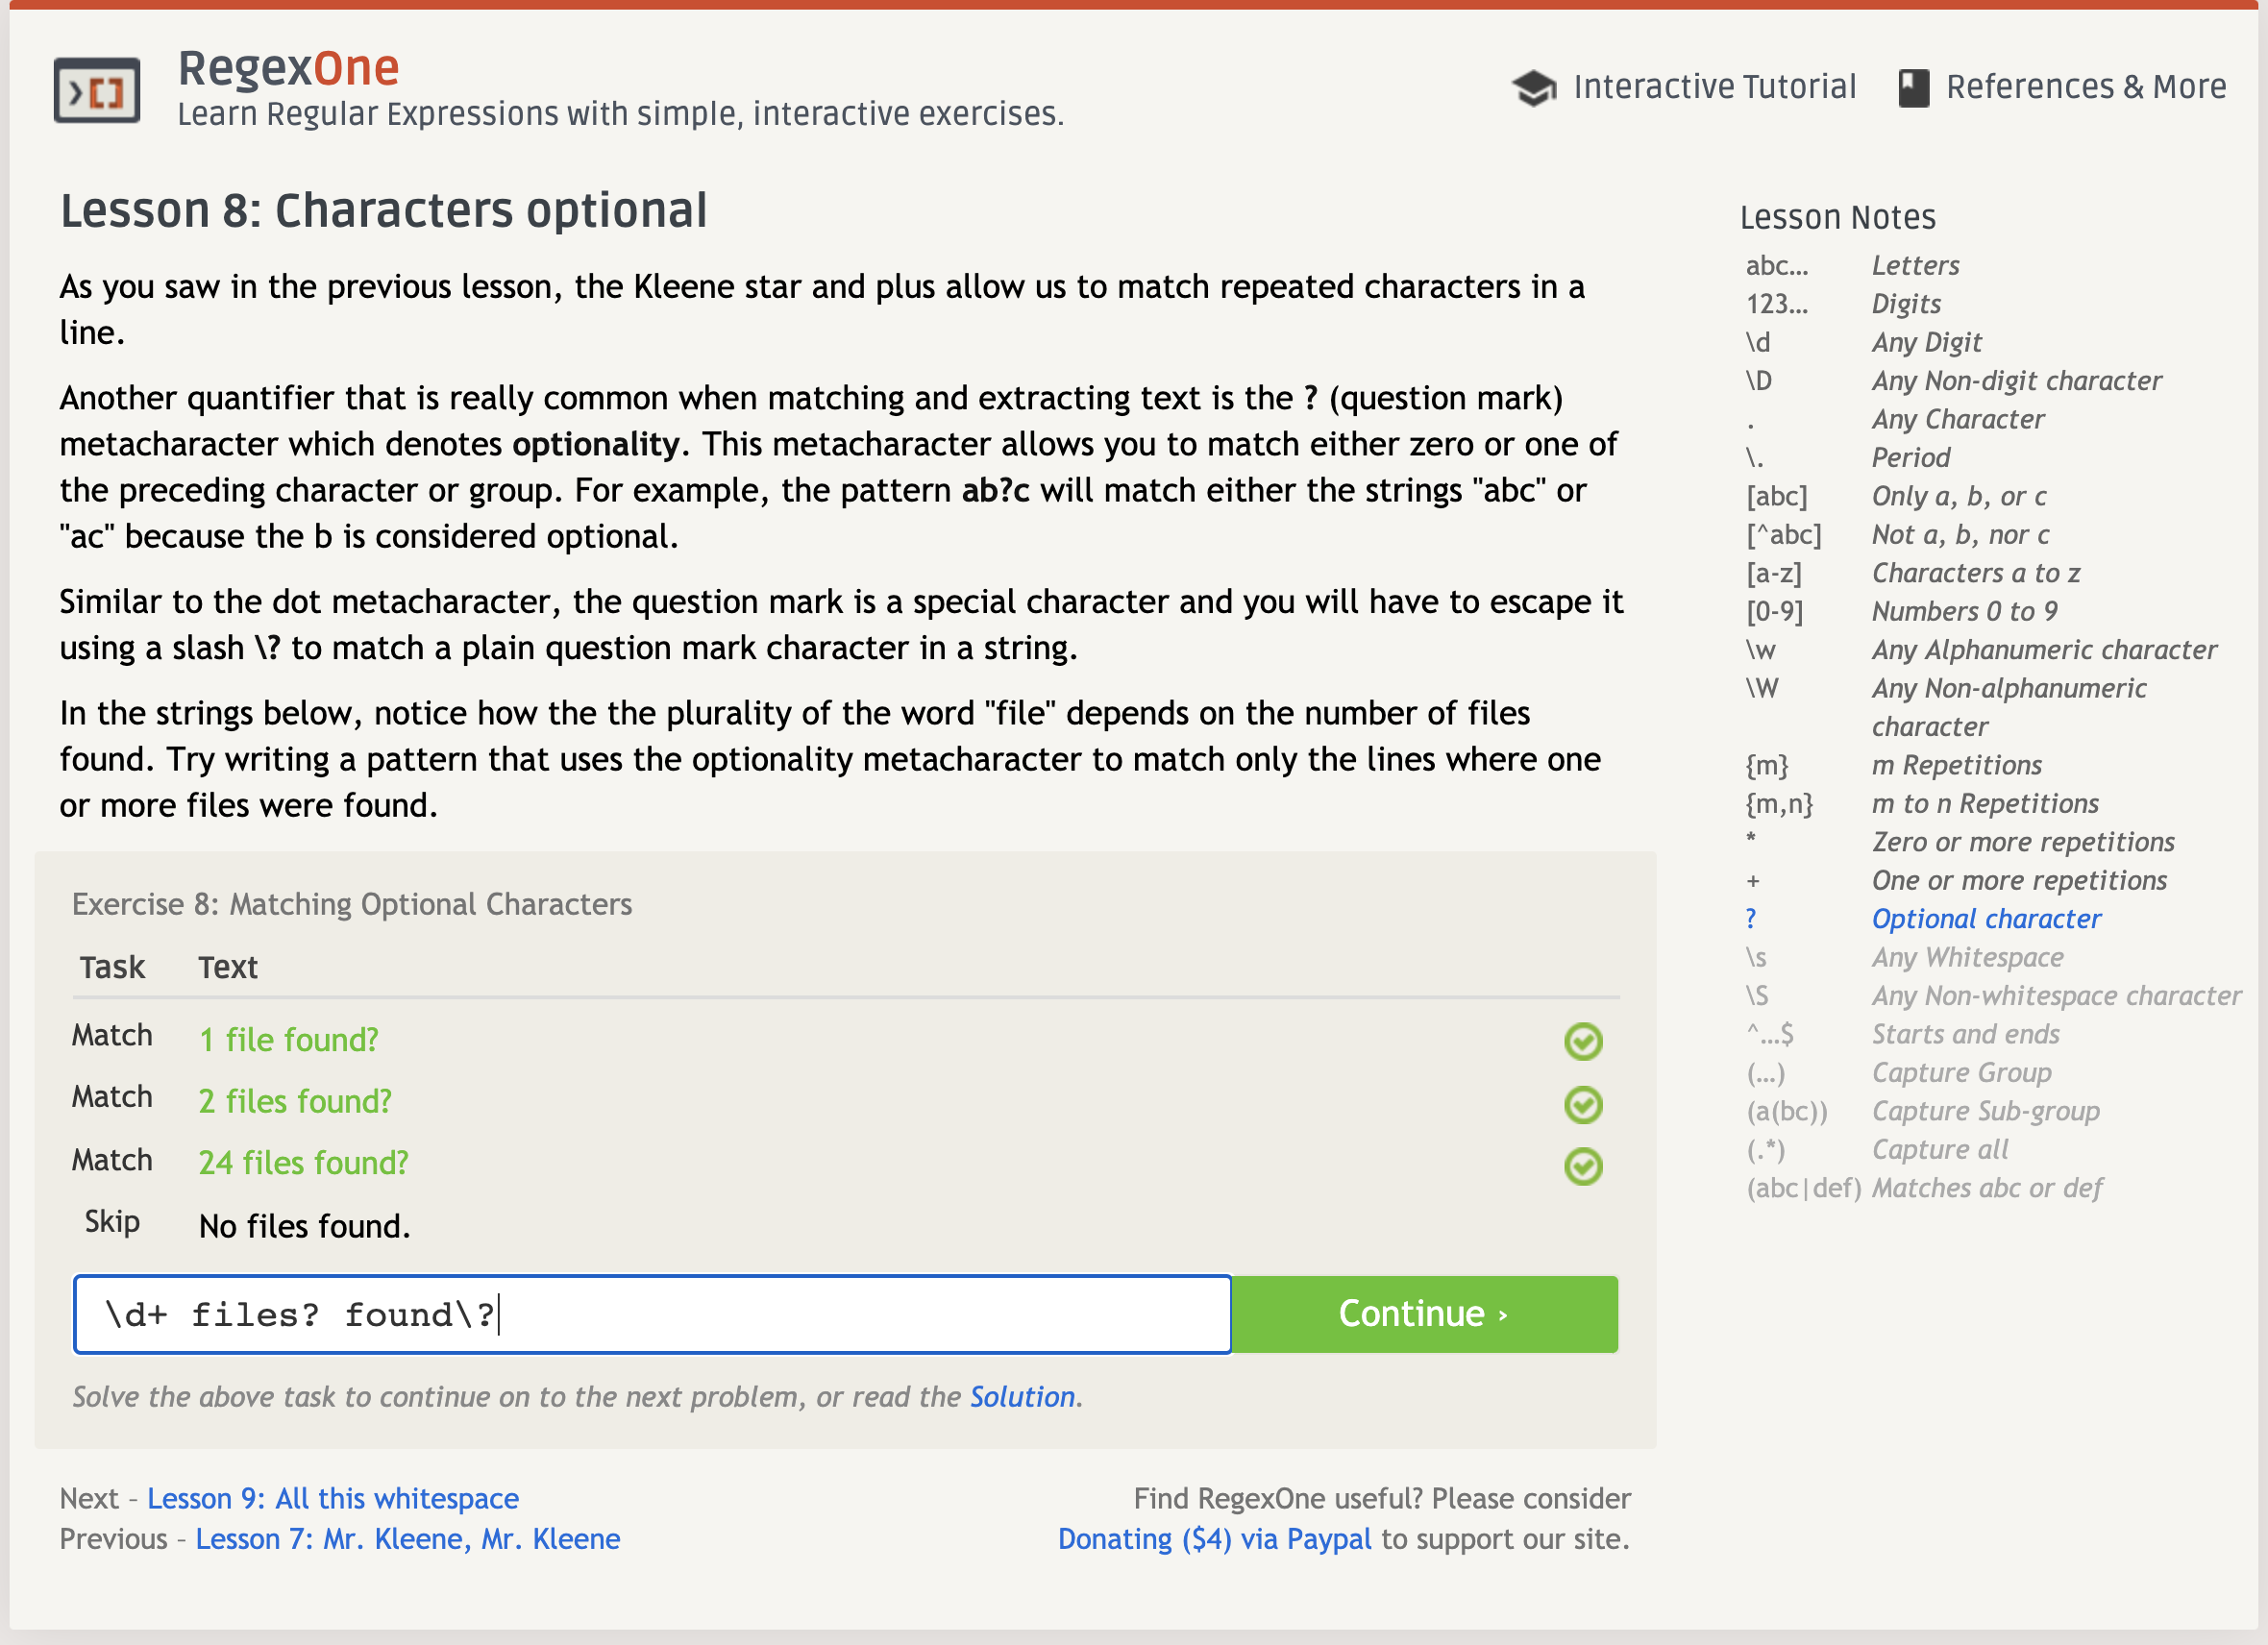 RegexOne
Learn Regular Expressions with simple, interactive exercises.
Interactive Tutorial
References & More
Lesson 8: Characters optional
As you saw in the previous lesson, the Kleene star and plus allow us to match repeated characters in a
line.
Another quantifier that is really common when matching and extracting text is the ? (question mark)
metacharacter which denotes optionality. This metacharacter allows you to match either zero or one of
the preceding character or group. For example, the pattern ab?c will match either the strings "abc" or
"ac" because the b is considered optional.
Similar to the dot metacharacter, the question mark is a special character and you will have to escape it
using a slash \? to match a plain question mark character in a string.
In the strings below, notice how the the plurality of the word "file" depends on the number of files
found. Try writing a pattern that uses the optionality metacharacter to match only the lines where one
or more files were found.
Exercise 8: Matching Optional Characters
Task Text
Match 1 file found?
Match 2 files found?
Match 24 files found?
Skip No files found.
\d+ files? found\?
Continue ›
Solve the above task to continue on to the next problem, or read the Solution.
Next – Lesson 9: All this whitespace
Previous – Lesson 7: Mr. Kleene, Mr. Kleene
Find RegexOne useful? Please consider
Donating ($4) via Paypal to support our site.
Lesson Notes
abc… Letters
123… Digits
\d Any Digit
\D Any Non-digit character
. Any Character
\. Period
[abc] Only a, b, or c
[^abc] Not a, b, nor c
[a-z] Characters a to z
[0-9] Numbers 0 to 9
\w Any Alphanumeric character
\W Any Non-alphanumeric
character
{m} m Repetitions
{m,n} m to n Repetitions
* Zero or more repetitions
+ One or more repetitions
? Optional character
\s Any Whitespace
\S Any Non-whitespace character
^…$ Starts and ends
(…) Capture Group
(a(bc)) Capture Sub-group
(.*) Capture all
(abc|def) Matches abc or def